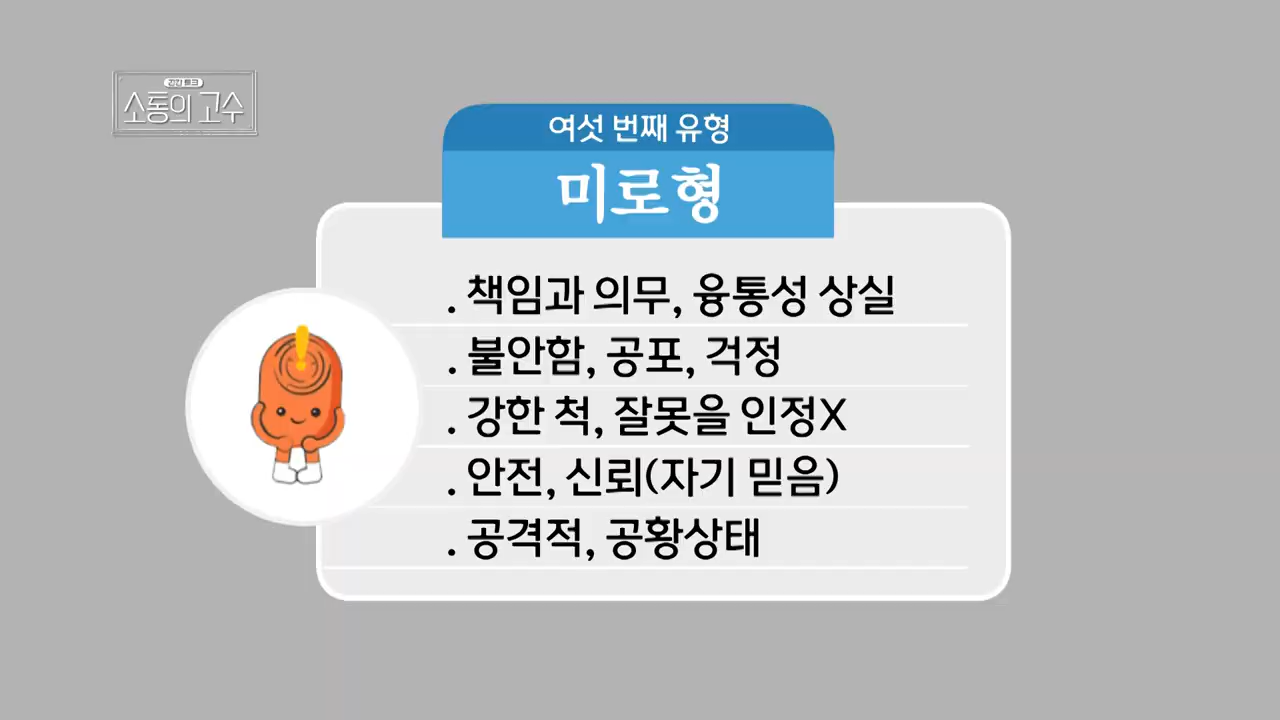 소통의 고수
여섯 번째 유형
미로형
. 책임과 의무, 융통성 상실
. 불안함, 공포, 걱정
. 강한 척, 잘못을 인정X
. 안전, 신뢰(자기 믿음)
. 공격적, 공황상태